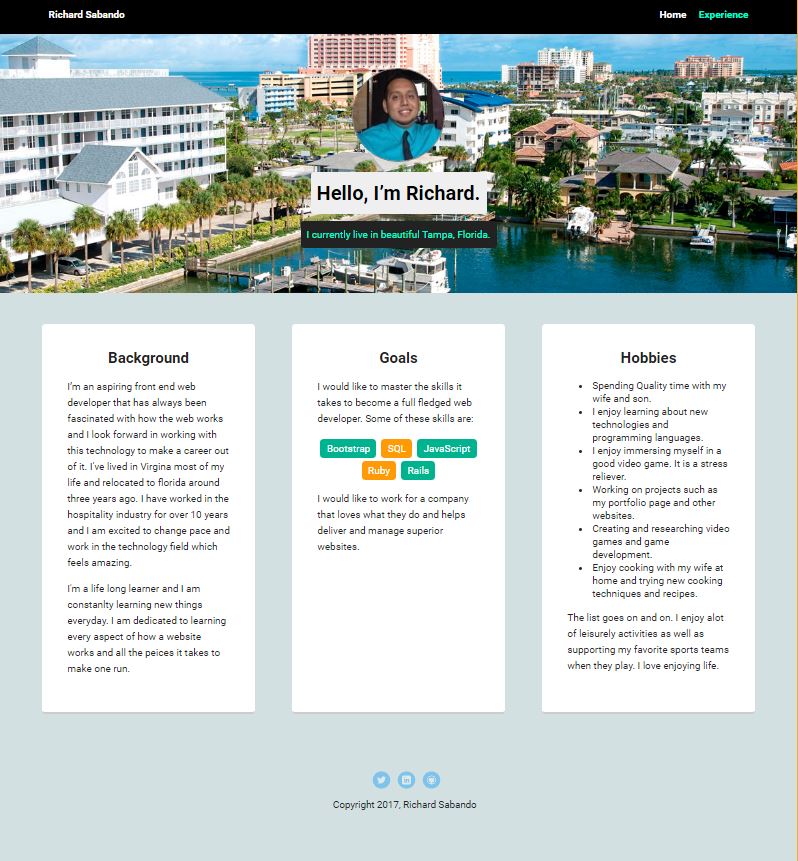 Richard Sabando
Home Experience
Hello, I'm Richard.
I currently live in beautiful Tampa, Florida.
Background
I'm an aspiring front end web
developer that has always been
fascinated with how the web works
and I look forward in working with
this technology to make a career out
of it. I've lived in Virgina most of my
life and relocated to florida around
three years ago. I have worked in the
hospitality industry for over 10 years
and I am excited to change pace and
work in the technology field which
feels amazing.
I'm a life long learner and I am
constanlty learning new things
everyday. I am dedicated to learning
every aspect of how a website
works and all the peices it takes to
make one run.
Goals
I would like to master the skills it
takes to become a full fledged web
developer. Some of these skills are:
Bootstrap SQL JavaScript
Ruby Rails
I would like to work for a company
that loves what they do and helps
deliver and manage superior
websites.
Hobbies
Spending Quality time with my
wife and son.
I enjoy learning about new
technologies and
programming languages.
I enjoy immersing myself in a
good video game. It is a stress
reliever.
Working on projects such as
my portfolio page and other
websites.
Creating and researching video
games and game
development.
Enjoy cooking with my wife at
home and trying new cooking
techniques and recipes.
The list goes on and on. I enjoy alot
of leisurely activities as well as
supporting my favorite sports teams
when they play. I love enjoying life.
Copyright 2017, Richard Sabando